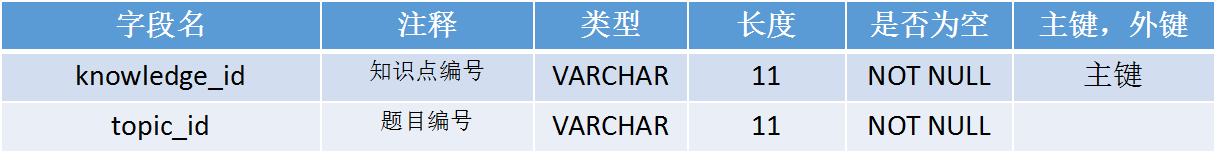 字段名 注释 类型 长度 是否为空 主键，外键
knowledge_id 知识点编号 VARCHAR 11 NOT NULL 主键
topic_id 题目编号 VARCHAR 11 NOT NULL